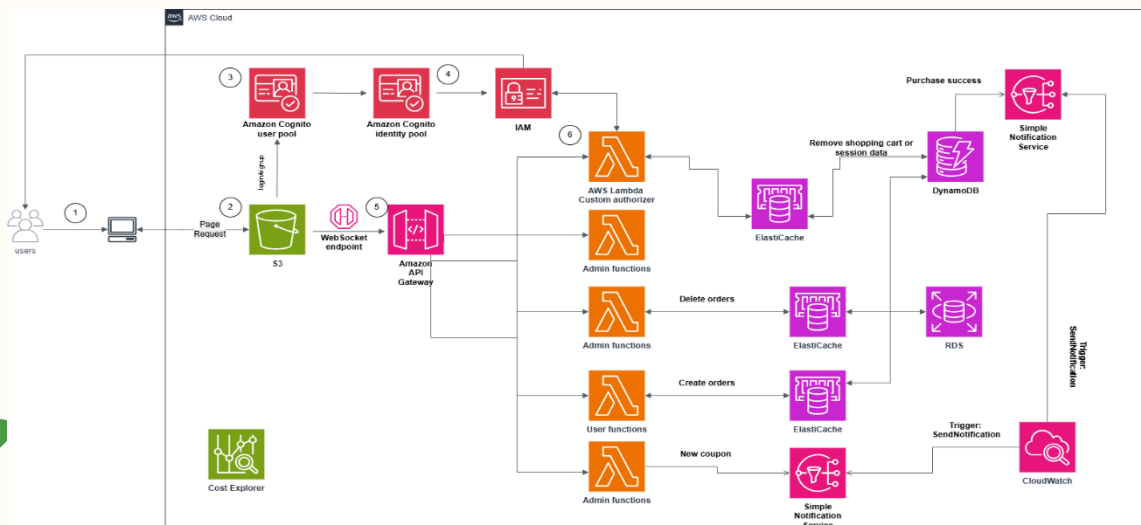 aws
AWS Cloud
3
4
Amazon Cognito
user pool
Amazon Cognito
identity pool
IAM
Purchase success
Simple
Notification
Service
6
AWS Lambda
Custom authorizer
Remove shopping cart or
session data
DynamoDB
login/signup
ElastiCache
1
users
Page
Request
2
S3
WebSocket
endpoint
5
Amazon
API
Gateway
Admin functions
Delete orders
Admin functions
ElastiCache
RDS
Trigger:
SendNotification
Create orders
User functions
ElastiCache
Trigger:
SendNotification
New coupon
Cost Explorer
Admin functions
Simple
Notification
Service
CloudWatch